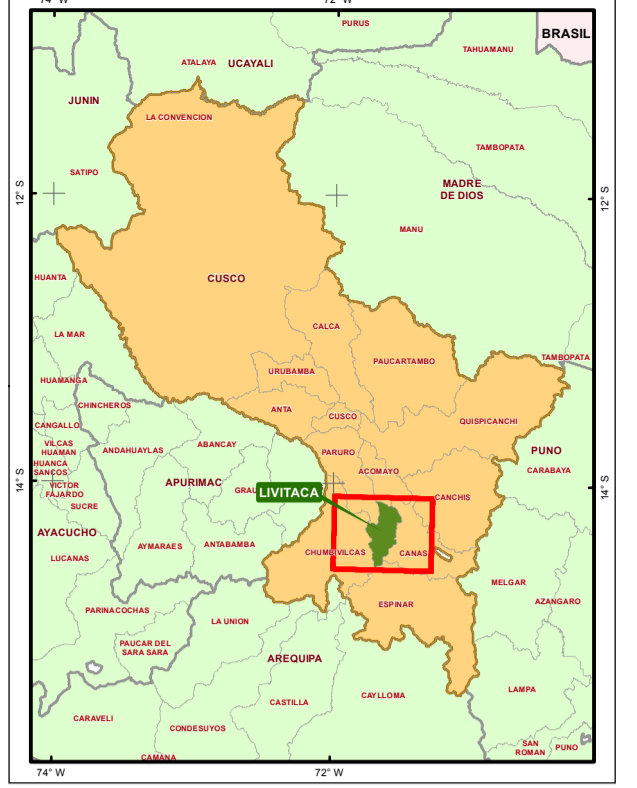 74° W
72° W
PURUS
BRASIL
TAHUAMANU
ATALAYA
UCAYALI
JUNIN
LA CONVENCION
TAMBOPATA
SATIPO
MADRE
DE DIOS
12° S
12° S
MANU
HUANTA
CUSCO
CALCA
LA MAR
PAUCARTAMBO
TAMBOPATA
URUBAMBA
HUAMANGA
CHINCHEROS
ANTA
CUSCO
QUISPICANCHI
CANGALLO
VILCAS
HUAMAN
ANDAHUAYLAS
ABANCAY
PARURO
PUNO
HUANCA
SANCOS
ACOMAYO
CARABAYA
14° S
14° S
APURIMAC
VICTOR
FAJARDO
GRAU
LIVITACA
CANCHIS
SUCRE
AYACUCHO
AYMARAES
ANTABAMBA
CHUMBIVILCAS
CANAS
LUCANAS
MELGAR
ESPINAR
AZANGARO
PARINACOCHAS
LA UNION
PAUCAR DEL
SARA SARA
AREQUIPA
LAMPA
CAYLLOMA
CASTILLA
CARAVELI
CONDESUYOS
SAN
ROMAN
PUNO
CAMANA
74° W
72° W